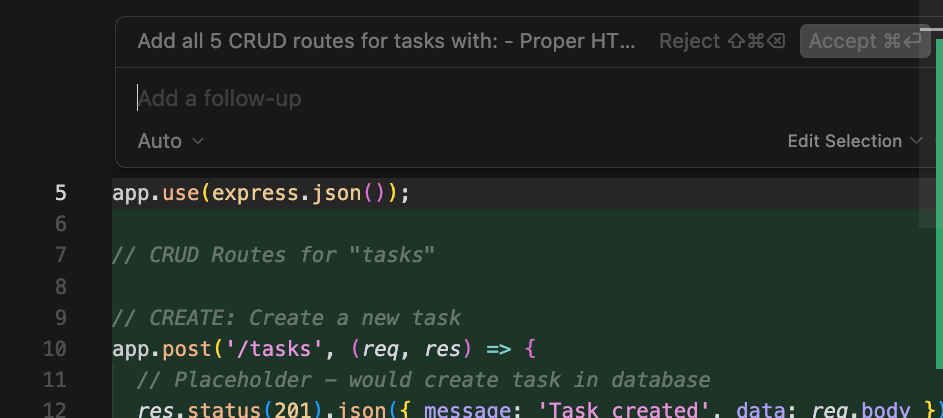 Add all 5 CRUD routes for tasks with: - Proper HT... Reject ⇧⌘⌫ Accept ⌘⏎
Add a follow-up
Auto Edit Selection
5 app.use(express.json());
6
7 // CRUD Routes for "tasks"
8
9 // CREATE: Create a new task
10 app.post('/tasks', (req, res) => {
11 // Placeholder – would create task in database
12 res.status(201).json({ message: 'Task created', data: req.body })